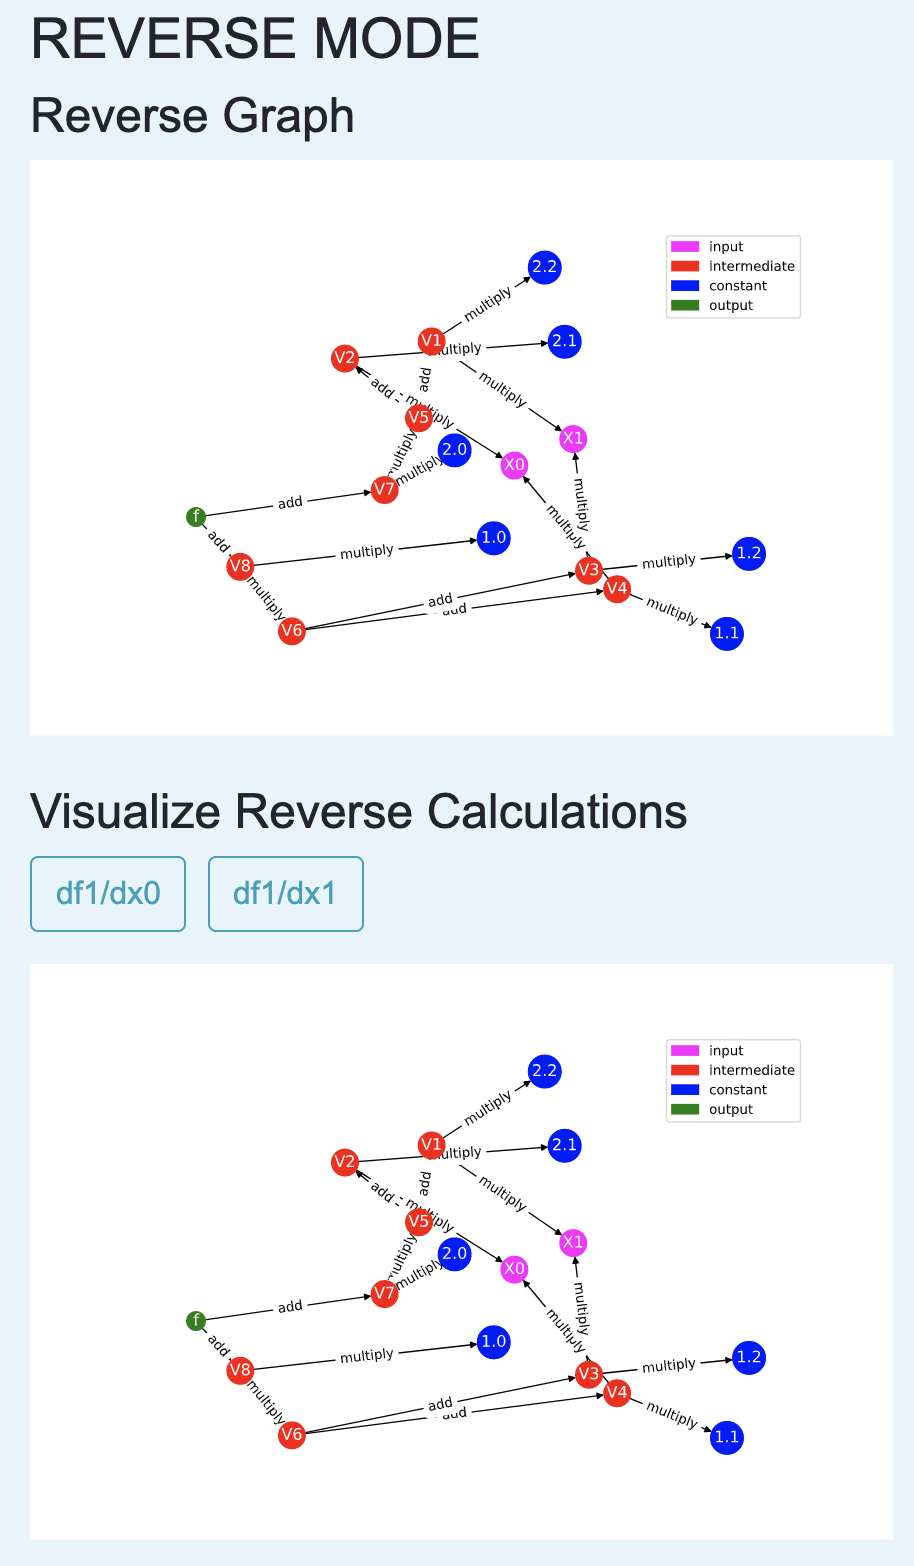 REVERSE MODE
Reverse Graph
2.2
input
intermediate
constant
output
multiply
V1
2.1
V2
multiply
add
multiply
add
multiply
V5
X1
2.0
X0
multiply
multiply
V7
add
f
multiply
multiply
add
1.0
multiply
V8
1.2
multiply
V3
multiply
V4
add
add
multiply
V6
1.1
Visualize Reverse Calculations
df1/dx0
df1/dx1
2.2
input
intermediate
constant
output
multiply
V1
2.1
V2
multiply
add
multiply
add
multiply
V5
X1
2.0
X0
multiply
multiply
V7
add
f
multiply
multiply
add
1.0
multiply
V8
1.2
multiply
V3
multiply
V4
add
add
multiply
V6
1.1